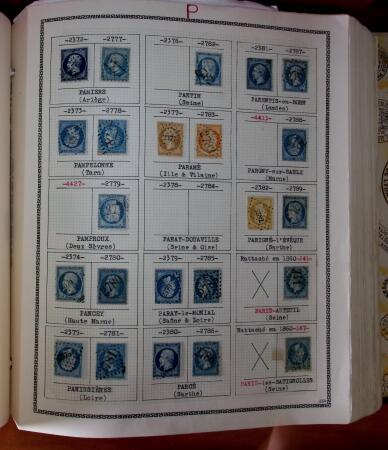 P
-2372- -2777-
PAMIERS
(Ariège)
-2376- -2782-
PANTIN
(Seine)
-2381- -2787-
PARENTIS-en-BORN
(Landes)
-2373- -2778-
PAMPELONNE
(Tarn)
-2377- -2783-
PARAMÉ
(Ille & Vilaine)
-4413- -2788-
PARGNY-sur-SAULX
(Marne)
-4427- -2779-
PAMPROUX
(Deux Sèvres)
-2378- -2784-
PARAY-DOUAVILLE
(Seine & Oise)
-2382- -2789-
PARIGNÉ-L'ÉVÊQUE
(Sarthe)
-2374- -2780-
PANCEY
(Haute Marne)
-2379- -2785-
PARAY-le-MONIAL
(Saône & Loire)
Rattaché en 1860 -141-
PARIS-AUTEUIL
(Seine)
-2375- -2781-
PANISSIÈRES
(Loire)
-2380- -2786-
PARCÉ
(Sarthe)
Rattaché en 1860 -147-
PARIS-les-BATIGNOLLES
(Seine)